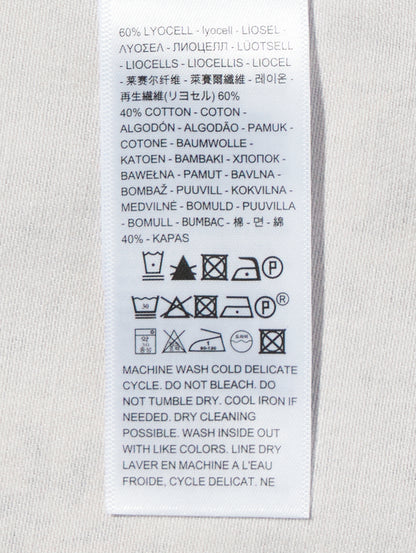 60% LYOCELL - lyocell - LIOSEL -
ΛΥΟΣΕΛ - ЛИОЦЕЛЛ - LÜOTSELL
- LIOCELLS - LIOCELLIS - LIOCEL
- 莱赛尔纤维 - 萊賽爾纖維 - 레이온 -
再生繊維(リヨセル) 60%
40% COTTON - COTON -
ALGODÓN - ALGODÃO - PAMUK -
COTONE - BAUMWOLLE -
KATOEN - BAMBAKI - ХЛОПОК -
BAWEŁNA - PAMUT - BAVLNA -
BOMBAŽ - PUUVILL - KOKVILNA -
MEDVILNĖ - BOMULD - PUUVILLA
- BOMULL - BUMBAC - 棉 - 면 - 綿
40% - KAPAS
P
30 P ®
MACHINE WASH COLD DELICATE
CYCLE. DO NOT BLEACH. DO
NOT TUMBLE DRY. COOL IRON IF
NEEDED. DRY CLEANING
POSSIBLE. WASH INSIDE OUT
WITH LIKE COLORS. LINE DRY
LAVER EN MACHINE A L'EAU
FROIDE, CYCLE DELICAT. NE